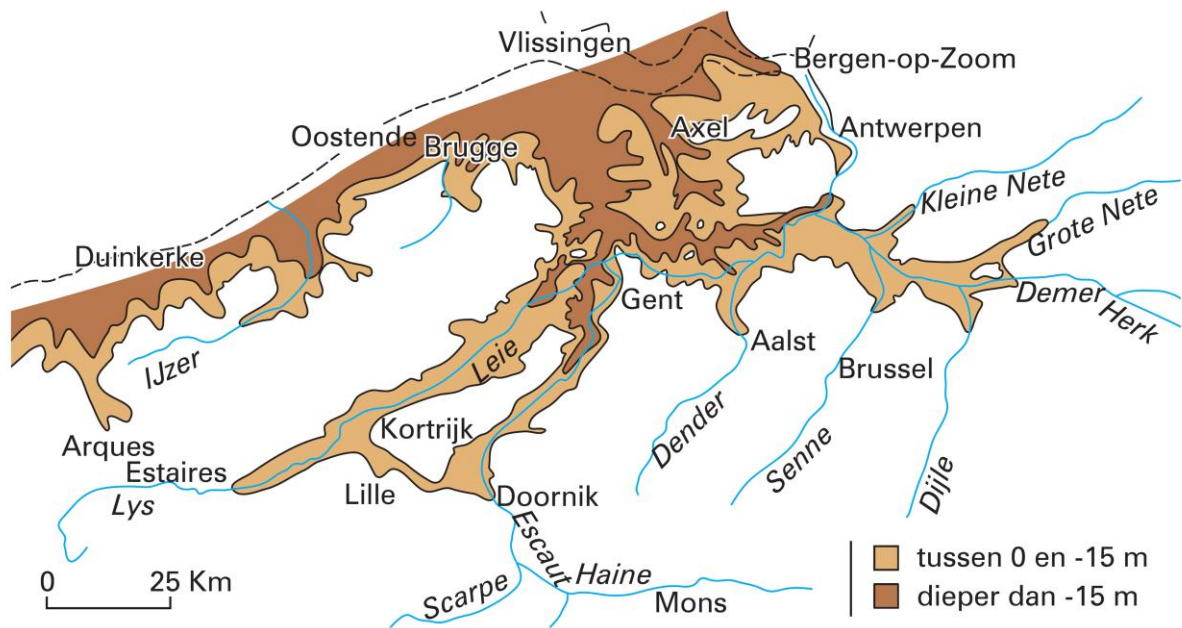 Vlissingen
Bergen-op-Zoom
Oostende
Brugge
Axel
Antwerpen
Kleine Nete
Grote Nete
Duinkerke
Gent
Demer
Herk
IJzer
Leie
Aalst
Brussel
Kortrijk
Dender
Senne
Dijle
Arques
Estaires
Lys
Lille
Doornik
Escaut
Scarpe
Haine
Mons
0 25 Km
tussen 0 en -15 m
dieper dan -15 m